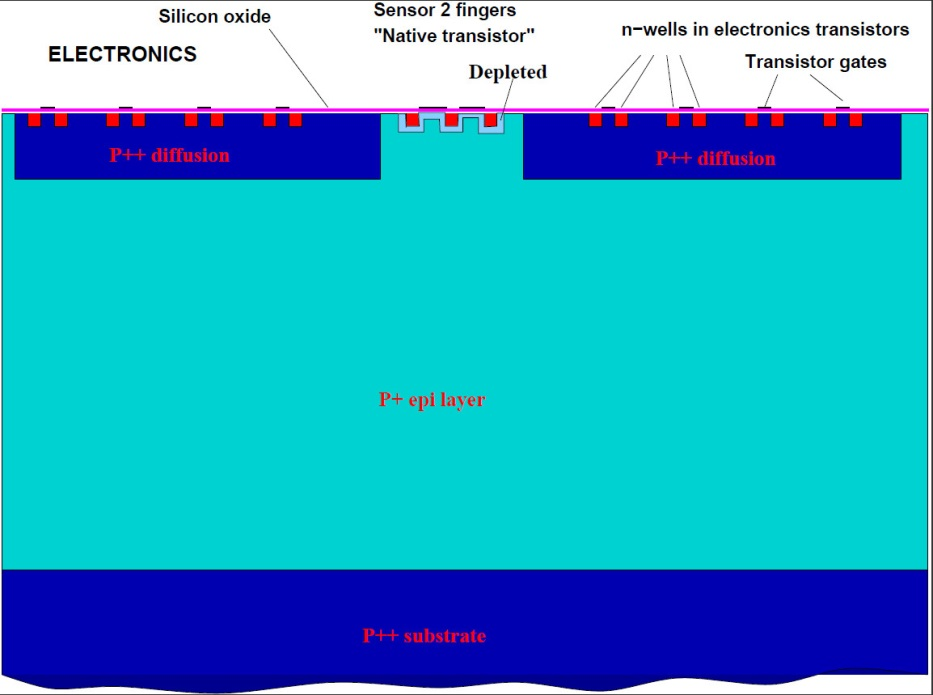 Silicon oxide
ELECTRONICS
Sensor 2 fingers
"Native transistor"
Depleted
n−wells in electronics transistors
Transistor gates
P++ diffusion
P++ diffusion
P+ epi layer
P++ substrate